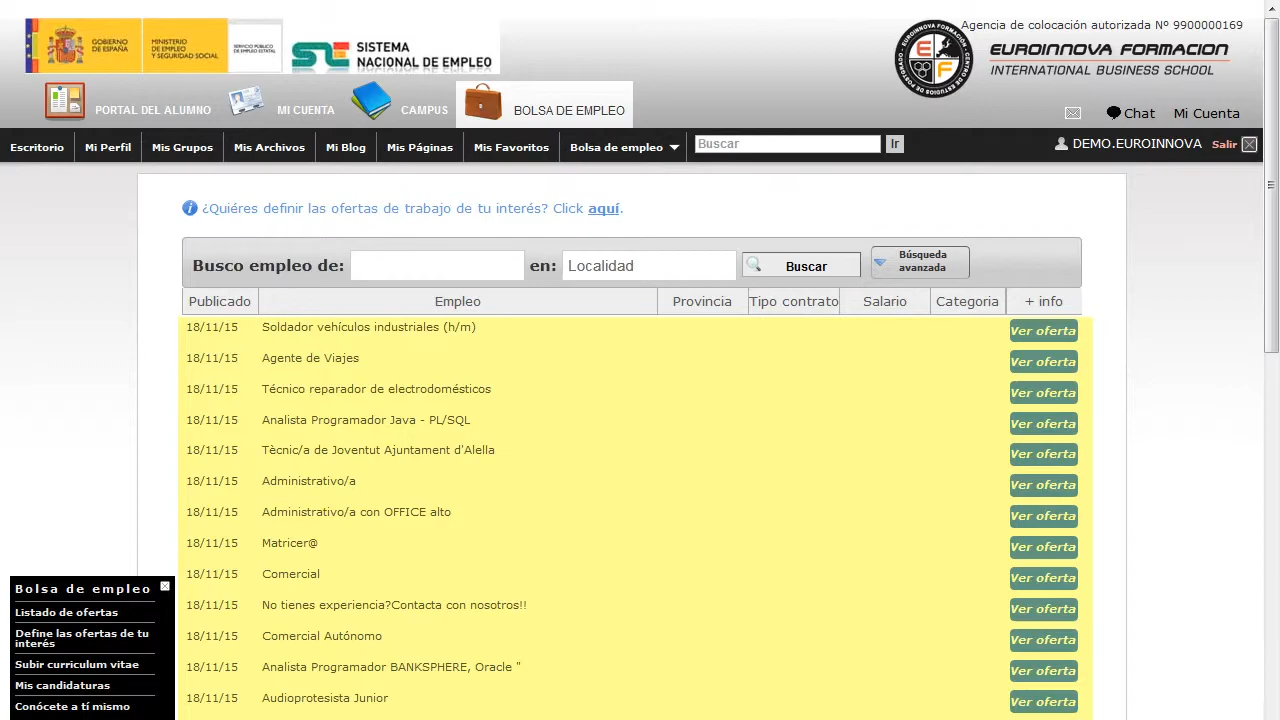 GOBIERNO DE ESPAÑA
MINISTERIO DE EMPLEO Y SEGURIDAD SOCIAL
SERVICIO PÚBLICO DE EMPLEO ESTATAL
SISTEMA NACIONAL DE EMPLEO
Agencia de colocación autorizada Nº 9900000169
EUROINNOVA FORMACION
INTERNATIONAL BUSINESS SCHOOL
PORTAL DEL ALUMNO MI CUENTA CAMPUS BOLSA DE EMPLEO
Chat Mi Cuenta
Escritorio Mi Perfil Mis Grupos Mis Archivos Mi Blog Mis Páginas Mis Favoritos Bolsa de empleo Buscar Ir DEMO.EUROINNOVA Salir
¿Quiéres definir las ofertas de trabajo de tu interés? Click aquí.
Busco empleo de: en: Localidad Buscar Búsqueda avanzada
Publicado Empleo Provincia Tipo contrato Salario Categoria + info
18/11/15 Soldador vehículos industriales (h/m) Ver oferta
18/11/15 Agente de Viajes Ver oferta
18/11/15 Técnico reparador de electrodomésticos Ver oferta
18/11/15 Analista Programador Java - PL/SQL Ver oferta
18/11/15 Tècnic/a de Joventut Ajuntament d'Alella Ver oferta
18/11/15 Administrativo/a Ver oferta
18/11/15 Administrativo/a con OFFICE alto Ver oferta
18/11/15 Matricer@ Ver oferta
18/11/15 Comercial Ver oferta
18/11/15 No tienes experiencia?Contacta con nosotros!! Ver oferta
18/11/15 Comercial Autónomo Ver oferta
18/11/15 Analista Programador BANKSPHERE, Oracle " Ver oferta
18/11/15 Audioprotesista Junior Ver oferta
Bolsa de empleo
Listado de ofertas
Define las ofertas de tu
interés
Subir curriculum vitae
Mis candidaturas
Conócete a tí mismo